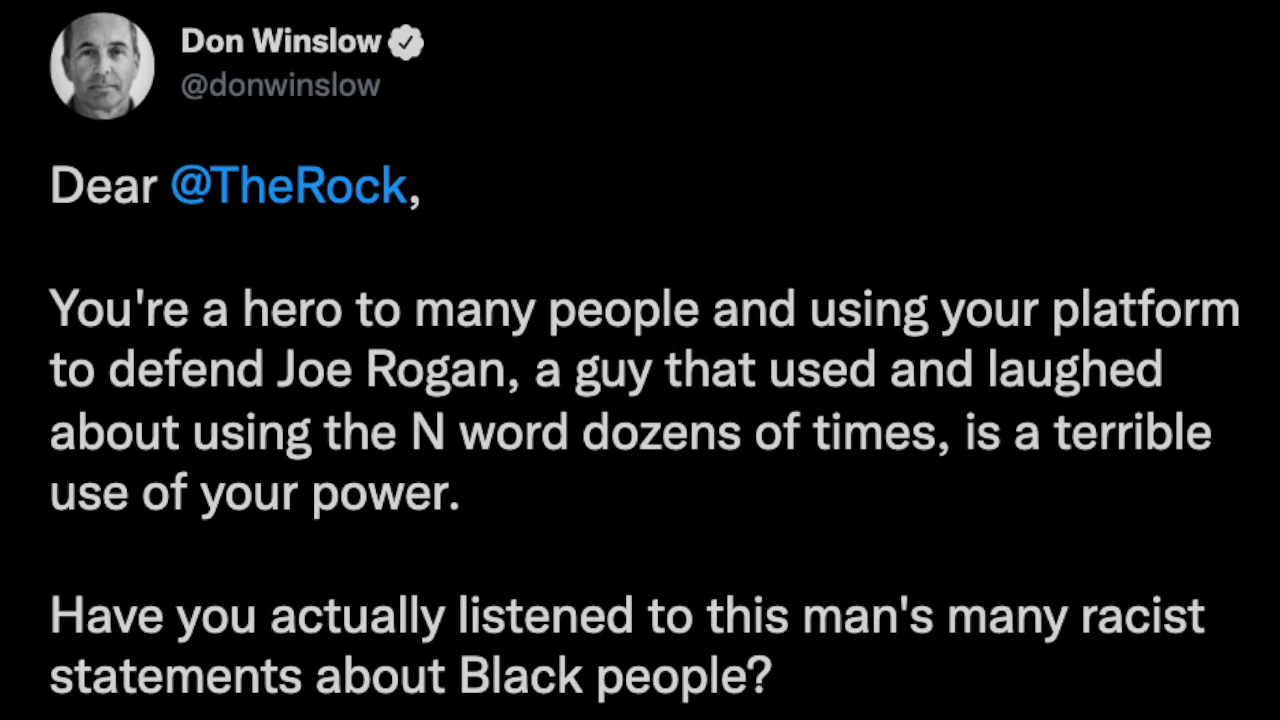 Don Winslow
@donwinslow
Dear @TheRock,
You're a hero to many people and using your platform
to defend Joe Rogan, a guy that used and laughed
about using the N word dozens of times, is a terrible
use of your power.
Have you actually listened to this man's many racist
statements about Black people?